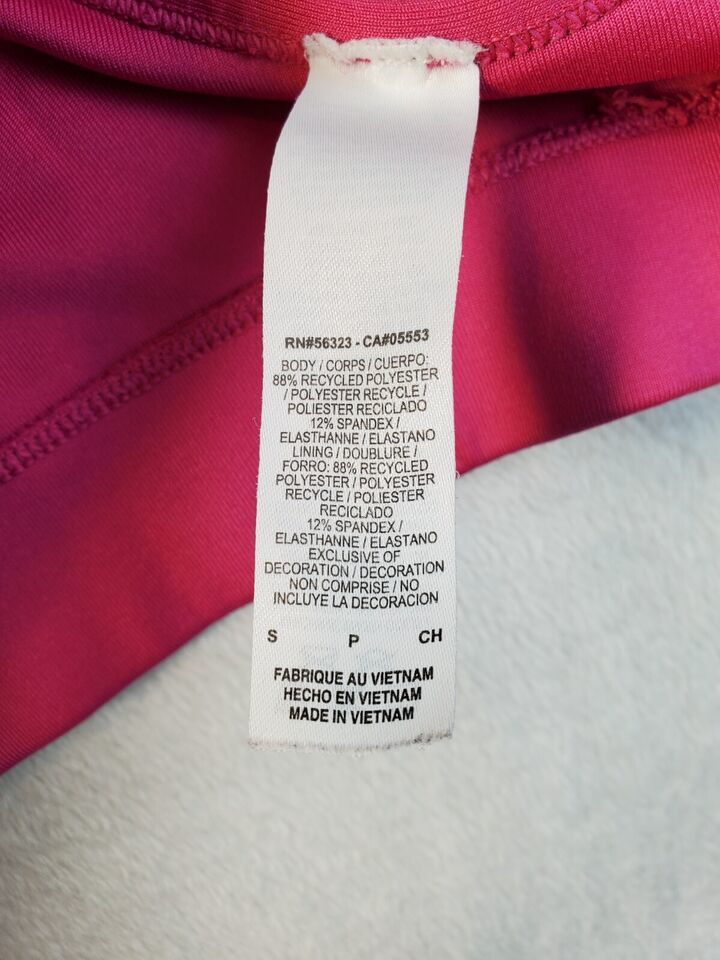 RN#56323 - CA#05553
BODY / CORPS / CUERPO:
88% RECYCLED POLYESTER
/ POLYESTER RECYCLE /
POLIESTER RECICLADO
12% SPANDEX /
ELASTHANNE / ELASTANO
LINING / DOUBLURE /
FORRO: 88% RECYCLED
POLYESTER / POLYESTER
RECYCLE / POLIESTER
RECICLADO
12% SPANDEX /
ELASTHANNE / ELASTANO
EXCLUSIVE OF
DECORATION / DECORATION
NON COMPRISE / NO
INCLUYE LA DECORACION
S P CH
FABRIQUE AU VIETNAM
HECHO EN VIETNAM
MADE IN VIETNAM